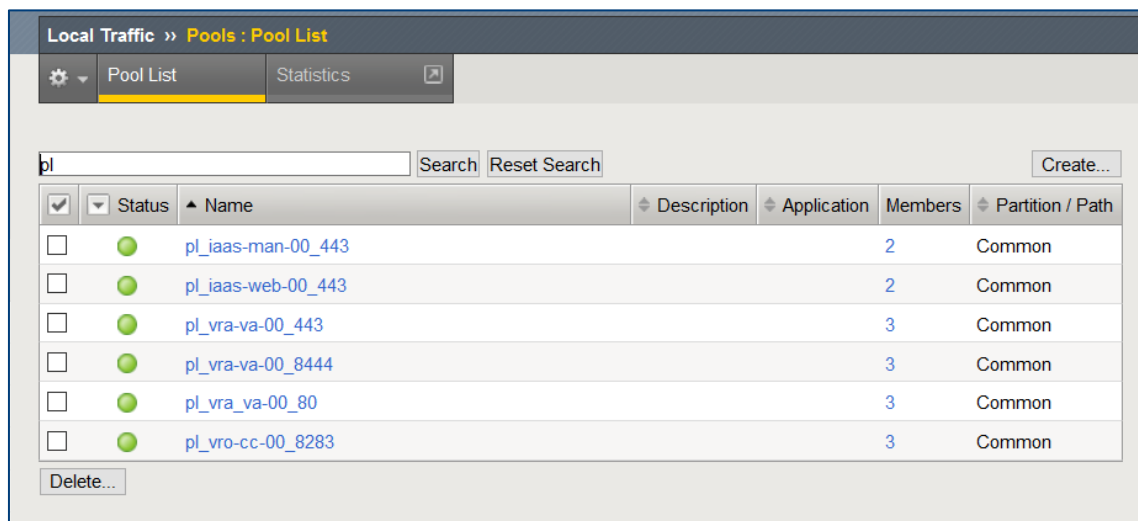 Local Traffic ›› Pools : Pool List
Pool List Statistics
pl Search Reset Search Create...
Status Name Description Application Members Partition / Path
pl_iaas-man-00_443 2 Common
pl_iaas-web-00_443 2 Common
pl_vra-va-00_443 3 Common
pl_vra-va-00_8444 3 Common
pl_vra_va-00_80 3 Common
pl_vro-cc-00_8283 3 Common
Delete...